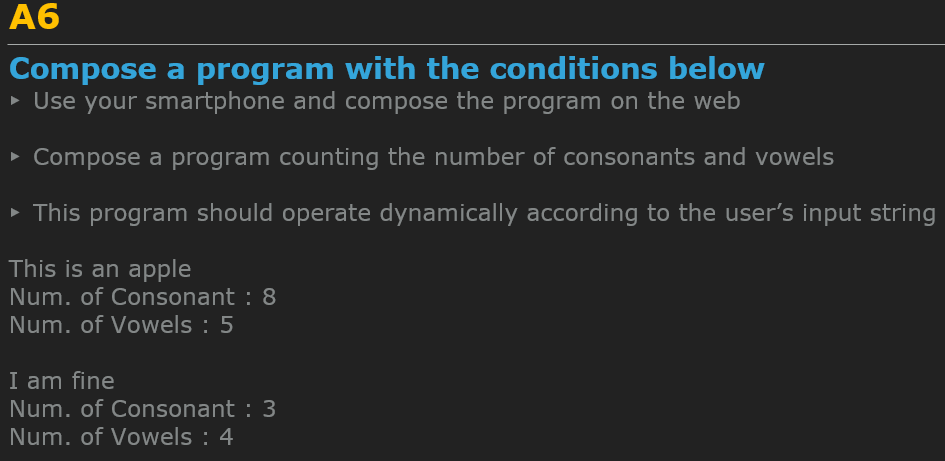 A6
Compose a program with the conditions below
‣ Use your smartphone and compose the program on the web
‣ Compose a program counting the number of consonants and vowels
‣ This program should operate dynamically according to the user’s input string
This is an apple
Num. of Consonant : 8
Num. of Vowels : 5
I am fine
Num. of Consonant : 3
Num. of Vowels : 4